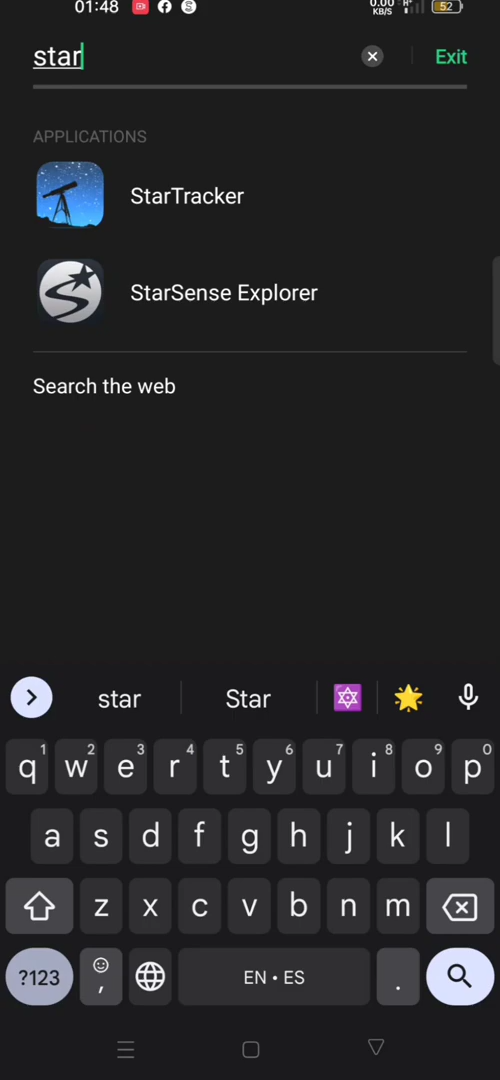 01:48
0.00 KB/S H+ 52
star
Exit
APPLICATIONS
StarTracker
StarSense Explorer
Search the web
star Star
1 2 3 4 5 6 7 8 9 0
q w e r t y u i o p
a s d f g h j k l
z x c v b n m
?123 , EN • ES .